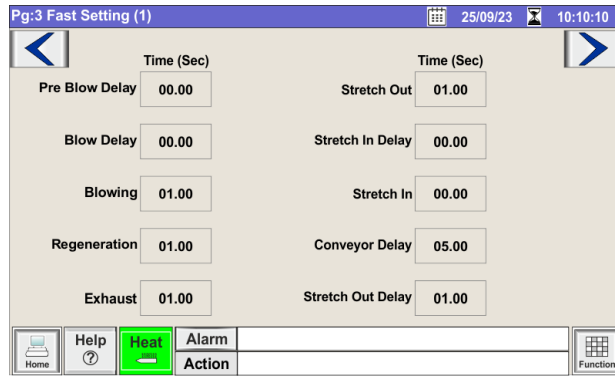 Pg:3 Fast Setting (1) 25/09/23 10:10:10
Time (Sec) Time (Sec)
Pre Blow Delay 00.00 Stretch Out 01.00
Blow Delay 00.00 Stretch In Delay 00.00
Blowing 01.00 Stretch In 00.00
Regeneration 01.00 Conveyor Delay 05.00
Exhaust 01.00 Stretch Out Delay 01.00
Home Help ? Heat Alarm Function
Action